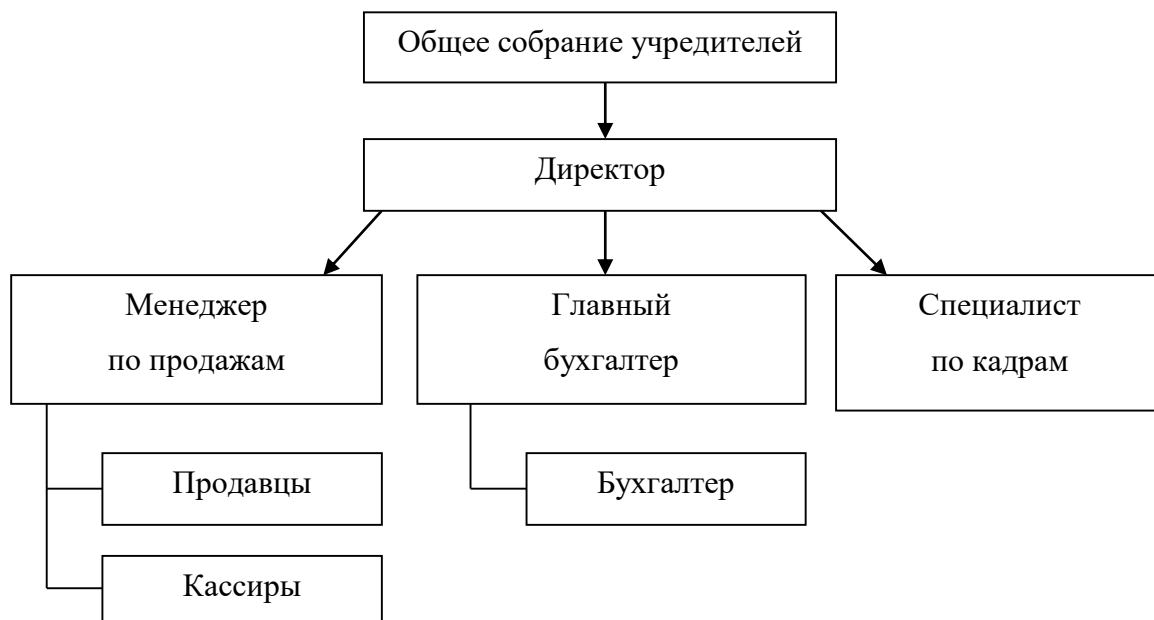 Общее собрание учредителей
Директор
Менеджер
по продажам
Главный
бухгалтер
Специалист
по кадрам
Продавцы
Бухгалтер
Кассиры